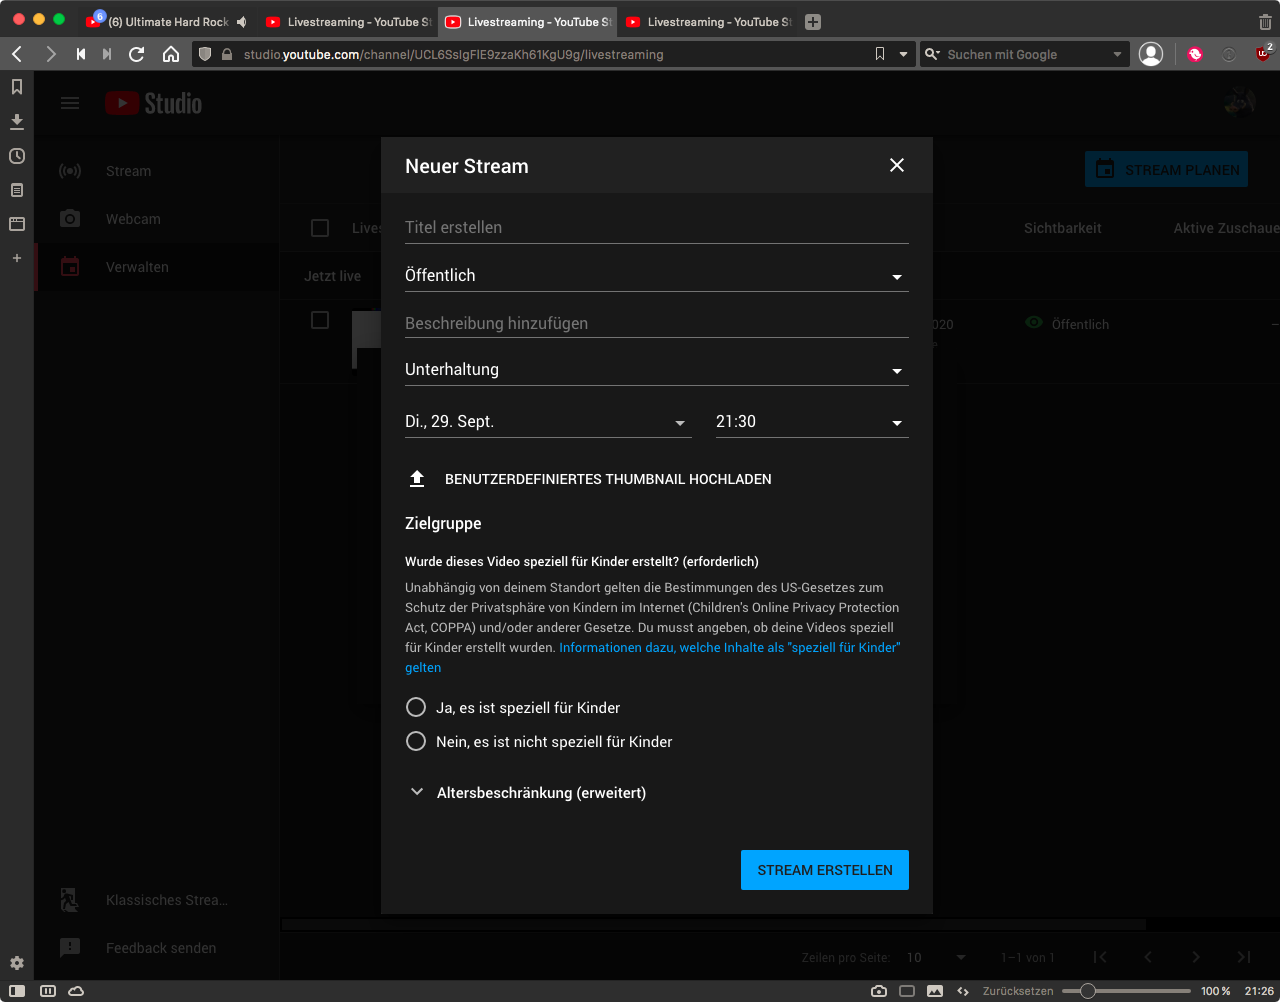 6
(6) Ultimate Hard Rock
Livestreaming - YouTube St
Livestreaming - YouTube St
Livestreaming - YouTube St
studio.youtube.com/channel/UCL6SsIgFlE9zzaKh61KgU9g/livestreaming
Suchen mit Google
2
Studio
Stream
Webcam
Verwalten
STREAM PLANEN
Lives
Sichtbarkeit
Aktive Zuschaue
Jetzt live
020
Öffentlich
Neuer Stream
Titel erstellen
Öffentlich
Beschreibung hinzufügen
Unterhaltung
Di., 29. Sept.
21:30
BENUTZERDEFINIERTES THUMBNAIL HOCHLADEN
Zielgruppe
Wurde dieses Video speziell für Kinder erstellt? (erforderlich)
Unabhängig von deinem Standort gelten die Bestimmungen des US-Gesetzes zum
Schutz der Privatsphäre von Kindern im Internet (Children's Online Privacy Protection
Act, COPPA) und/oder anderer Gesetze. Du musst angeben, ob deine Videos speziell
für Kinder erstellt wurden. Informationen dazu, welche Inhalte als "speziell für Kinder"
gelten
Ja, es ist speziell für Kinder
Nein, es ist nicht speziell für Kinder
Altersbeschränkung (erweitert)
STREAM ERSTELLEN
Klassisches Strea…
Feedback senden
Zeilen pro Seite:
10
1–1 von 1
Zurücksetzen
100 %
21:26